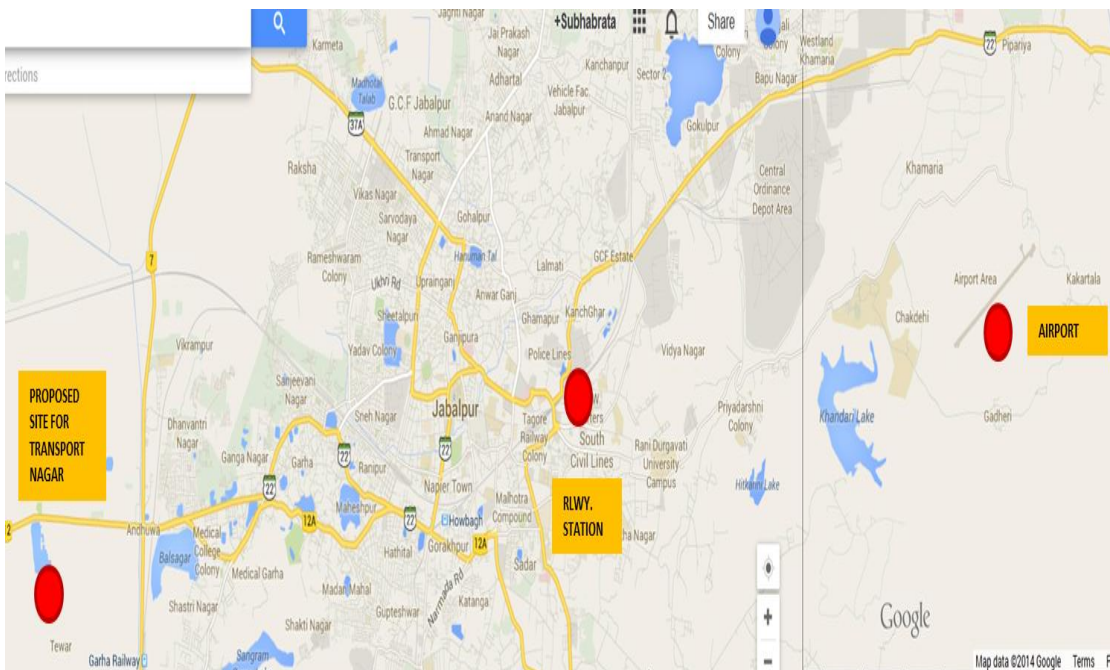 rections
+Subhabrata
Share
Jaghti Nagar
Karmeta
Jai Prakash
Nagar
Adhartal
Kanchanpur
Sector 2
Colony
Colony
Westland
Khamana
Bapu Nagar
22
Pipariya
Madhotal
Talab
G.C.F Jabalpur
Vehicle Fac.
Jabalpur
Anand Nagar
37A
Ahmad Nagar
Gokulpur
Transport
Nagar
Raksha
Vikas Nagar
Central
Ordinance
Depot Area
Khamaria
Sarvodaya
Nagar
Gohalpur
Rameshwaram
Colony
Hanuman Tal
Lalmati
GCF Estate
7
Ukhri Rd
Uprainganj
Anwar Ganj
Airport Area
Kakartala
Sheetalpuri
Ghamapur
KanchGhar
Chakdehi
AIRPORT
Vikrampur
Yadav Colony
Ganjipura
Police Lines
Vidya Nagar
PROPOSED
SITE FOR
TRANSPORT
NAGAR
Sanjeevani
Nagar
Jabalpur
Tagore
Railway
Colony
South
Civil Lines
Priyadarshni
Colony
Khandari Lake
Gadheri
Dhanvantri
Nagar
Sneh Nagar
Ganga Nagar
Garha
22
Ranipur
22
Rani Durgavati
University
Campus
22
Napier Town
Hitkarini Lake
RLWY.
STATION
Maheshpur
Malhotra
Compound
2
Andhuwa
Medical
College
Colony
12A
22
Howbagh
12A
Gorakhpur
Balsagar
Hathital
Sadar
Medical Garha
Madan Mahal
Narmada Rd
Katanga
Shastri Nagar
Gupteshwar
Google
Shakti Nagar
Tewar
Garha Railway
Sangram
Map data ©2014 Google
Terms